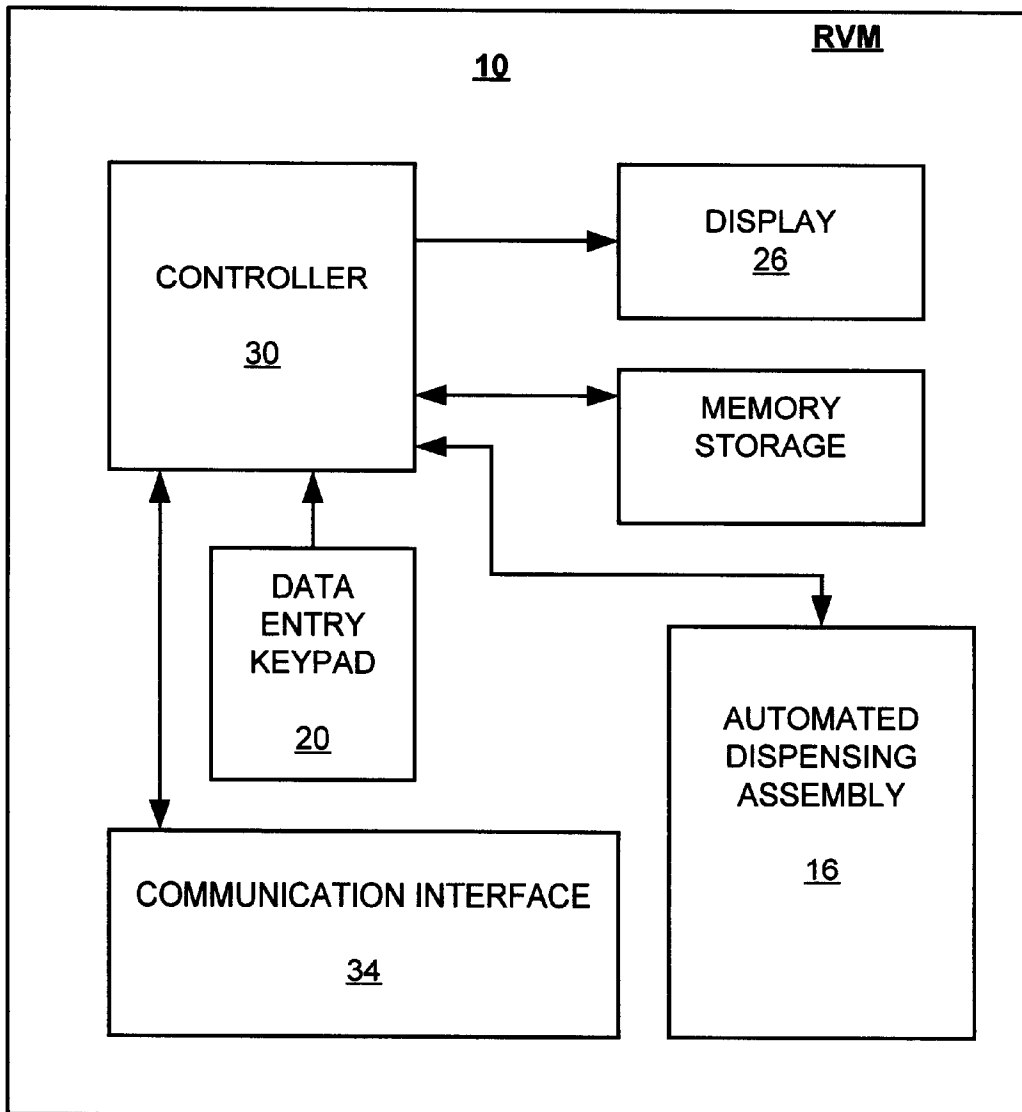 RVM
10
CONTROLLER
30
DISPLAY
26
MEMORY
STORAGE
DATA
ENTRY
KEYPAD
20
AUTOMATED
DISPENSING
ASSEMBLY
16
COMMUNICATION INTERFACE
34